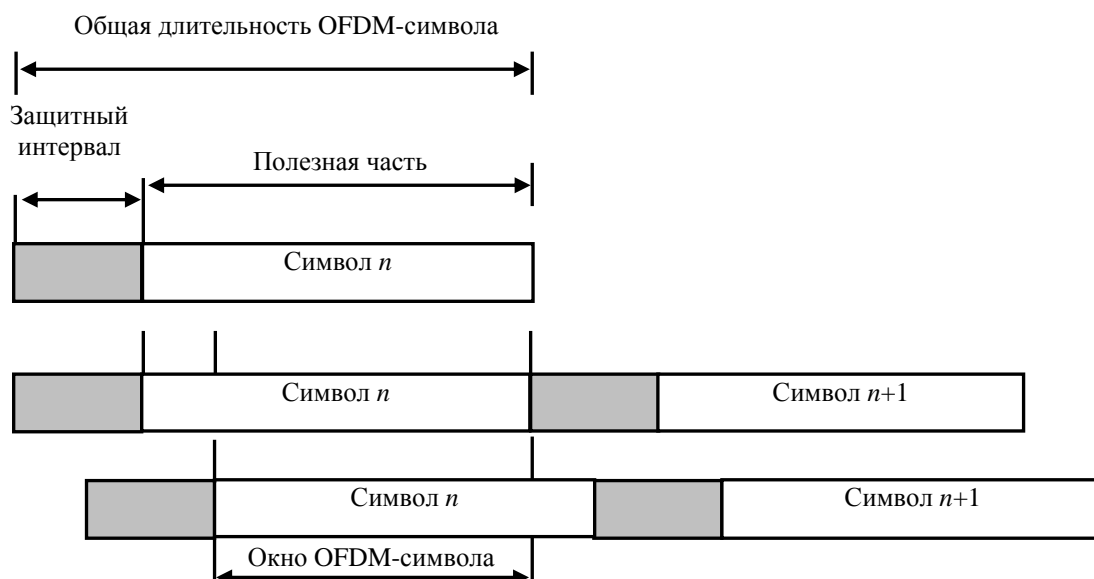 Общая длительность OFDM-символа
Защитный
интервал
Полезная часть
Символ n
Символ n
Символ n+1
Символ n
Символ n+1
Окно OFDM-символа